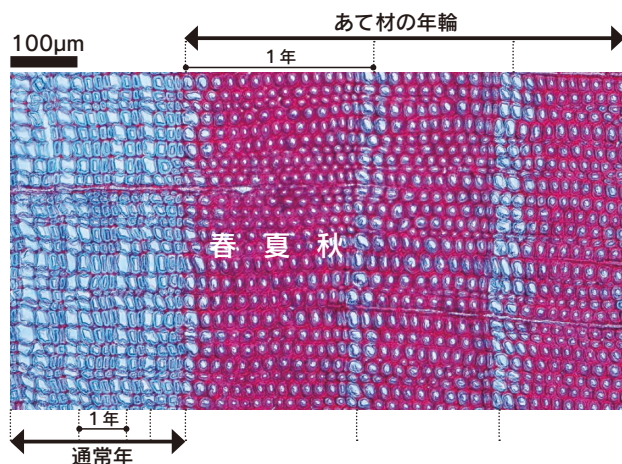 あて材の年輪
100μm
1年
春 夏 秋
1年
通常年